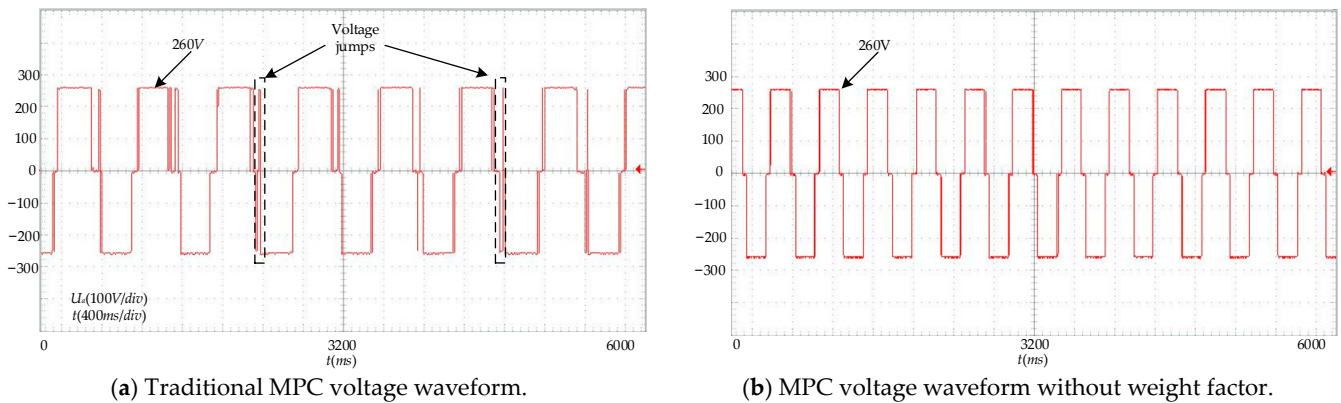 260V
Voltage
jumps
300
200
100
0
−100
−200
−300
Uₐ(100V/div)
t(400ms/div)
0
3200
6000
t(ms)
(a) Traditional MPC voltage waveform.
260V
300
200
100
0
−100
−200
−300
0
3200
6000
t(ms)
(b) MPC voltage waveform without weight factor.